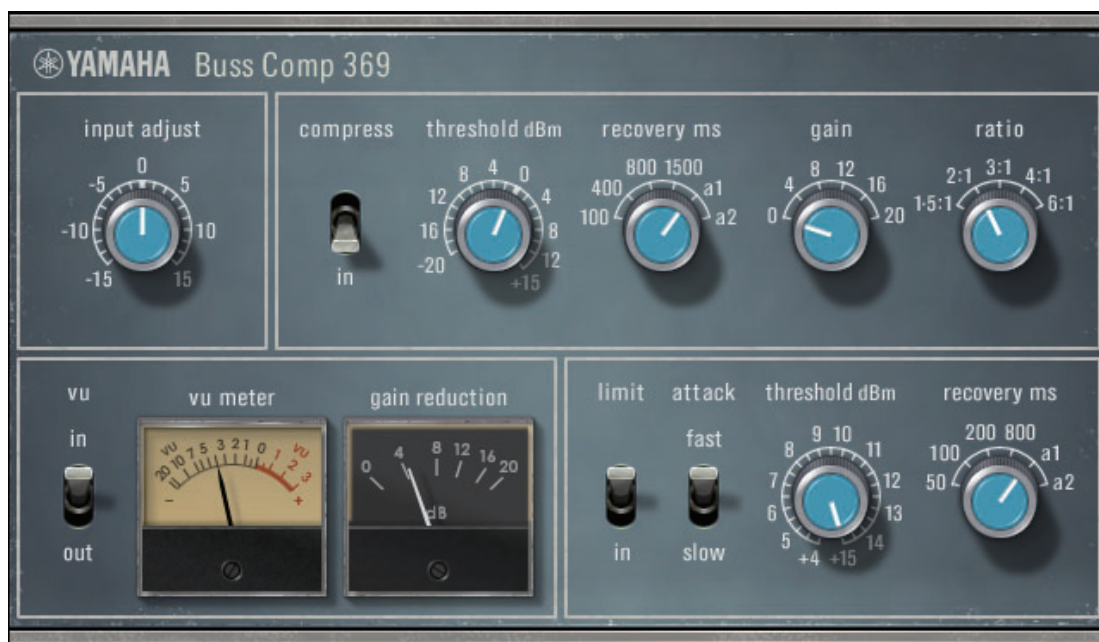 YAMAHA Buss Comp 369
input adjust
0
-5 5
-10 10
-15 15
compress
in
threshold dBm
4 0
8 4
12
16 8
-20 12
+15
recovery ms
800 1500
400 a1
100 a2
gain
8 12
4 16
0 20
ratio
3:1
2:1 4:1
1·5:1 6:1
vu
in
out
vu meter
VU VU
20 10 7 5 3 2 1 0 1 2 3
- +
gain reduction
0 4 8 12 16 20
dB
limit
in
attack
fast
slow
threshold dBm
9 10
8 11
7 12
6 13
5 14
+4 +15
recovery ms
200 800
100 a1
50 a2